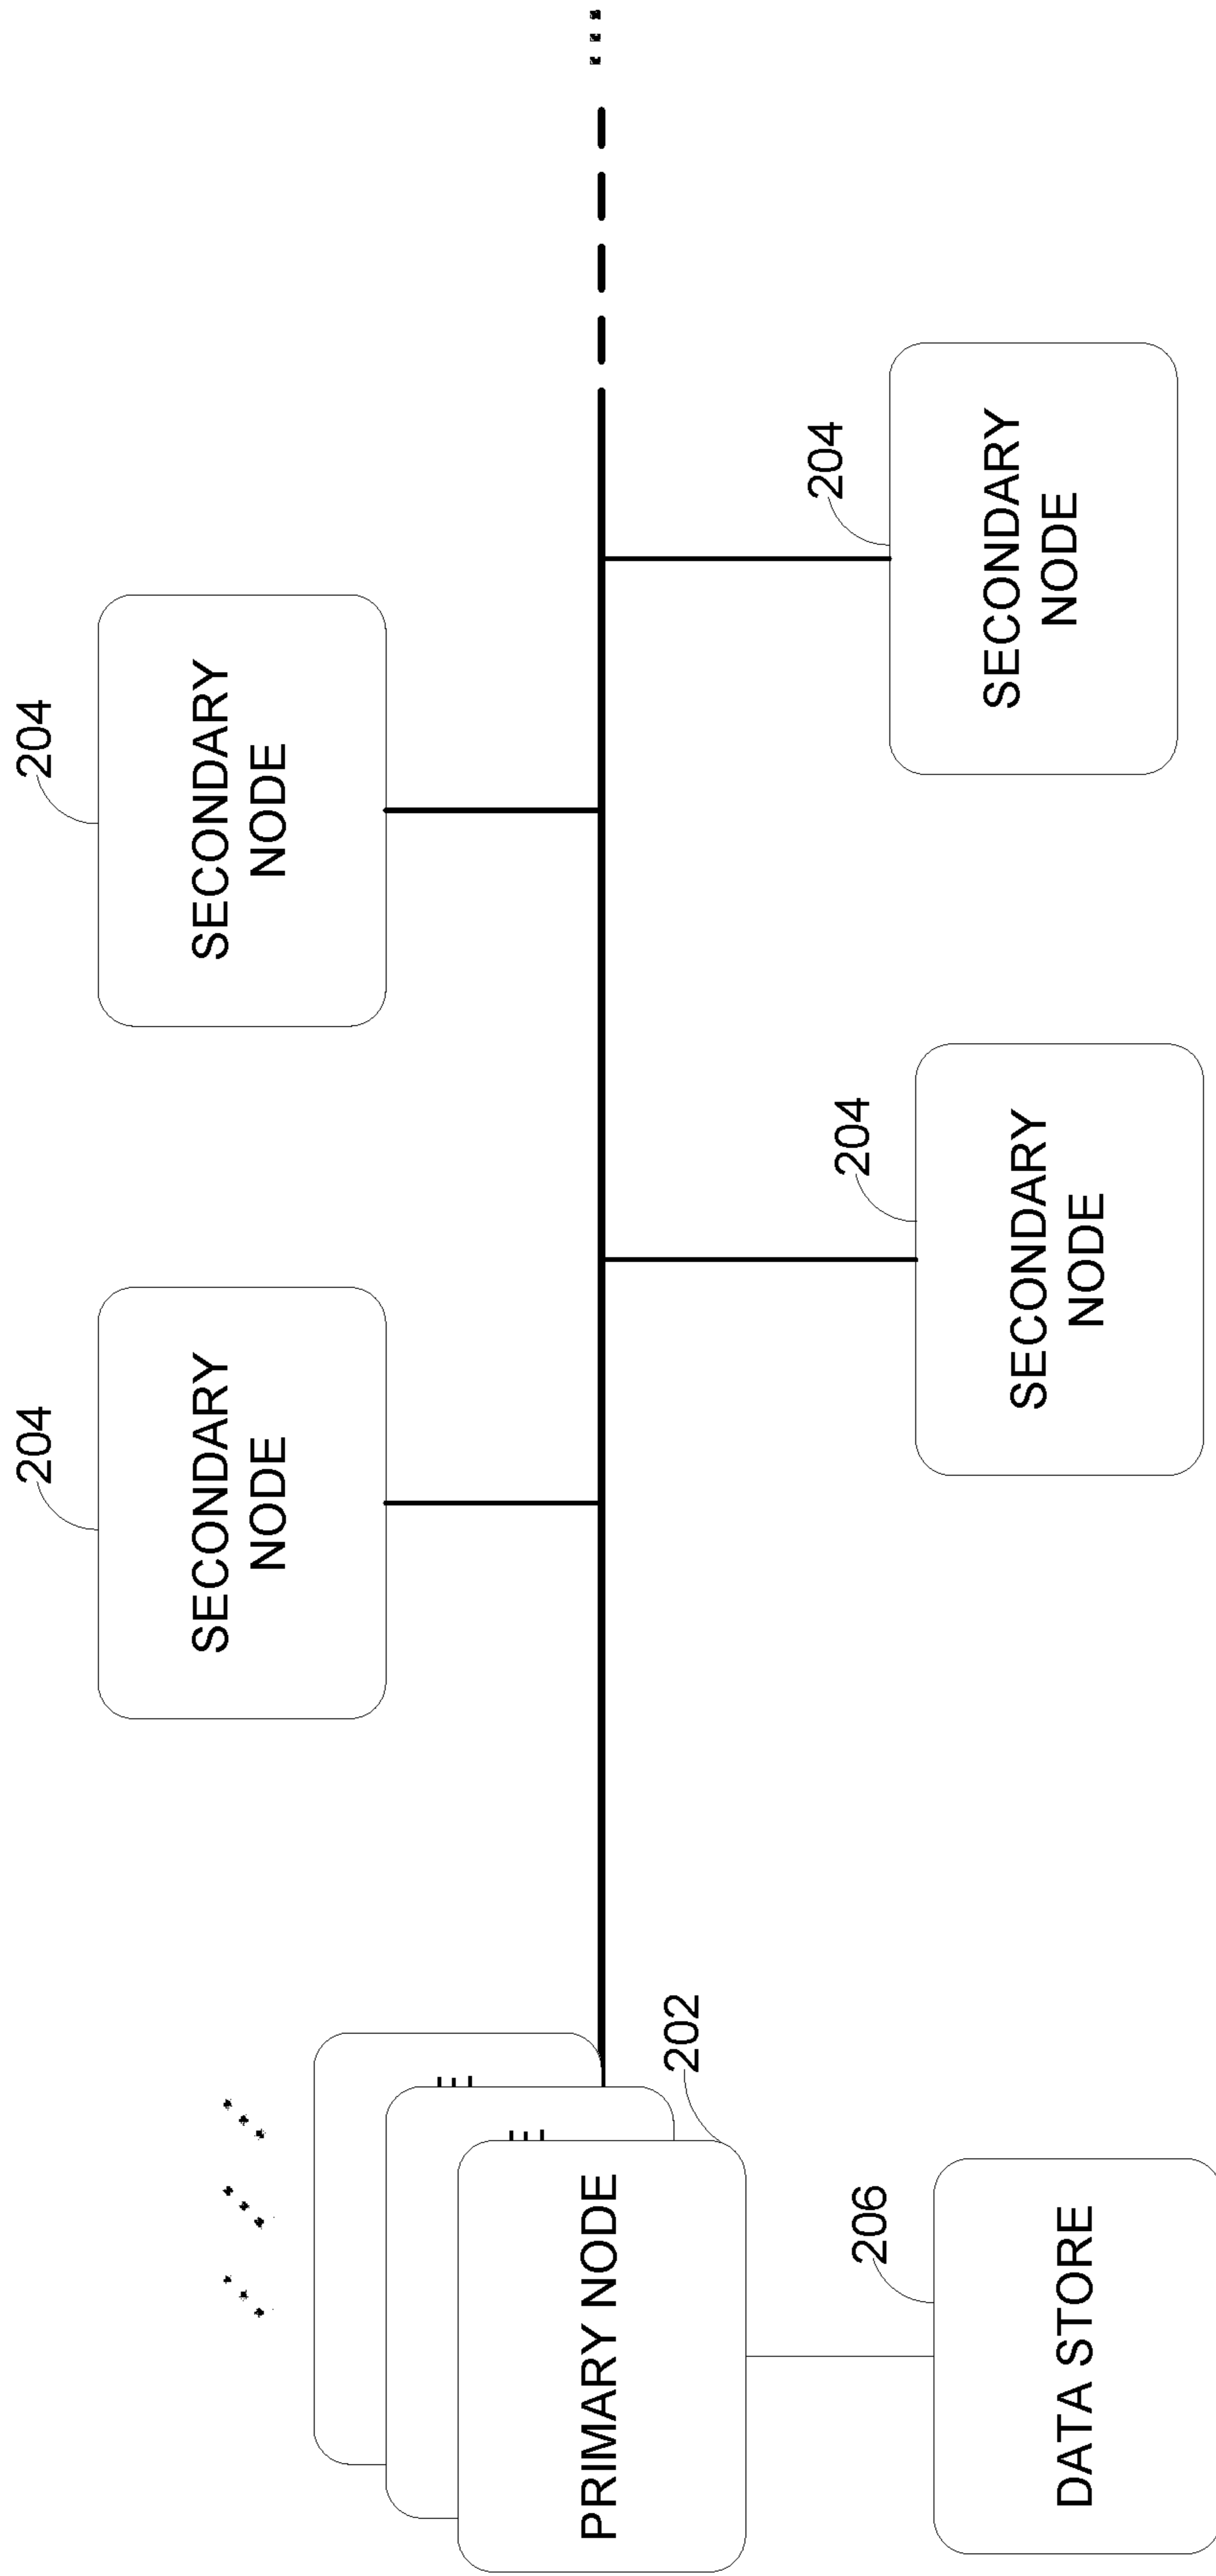 204
SECONDARY
NODE
204
SECONDARY
NODE
PRIMARY NODE
202
206
DATA STORE
204
SECONDARY
NODE
204
SECONDARY
NODE